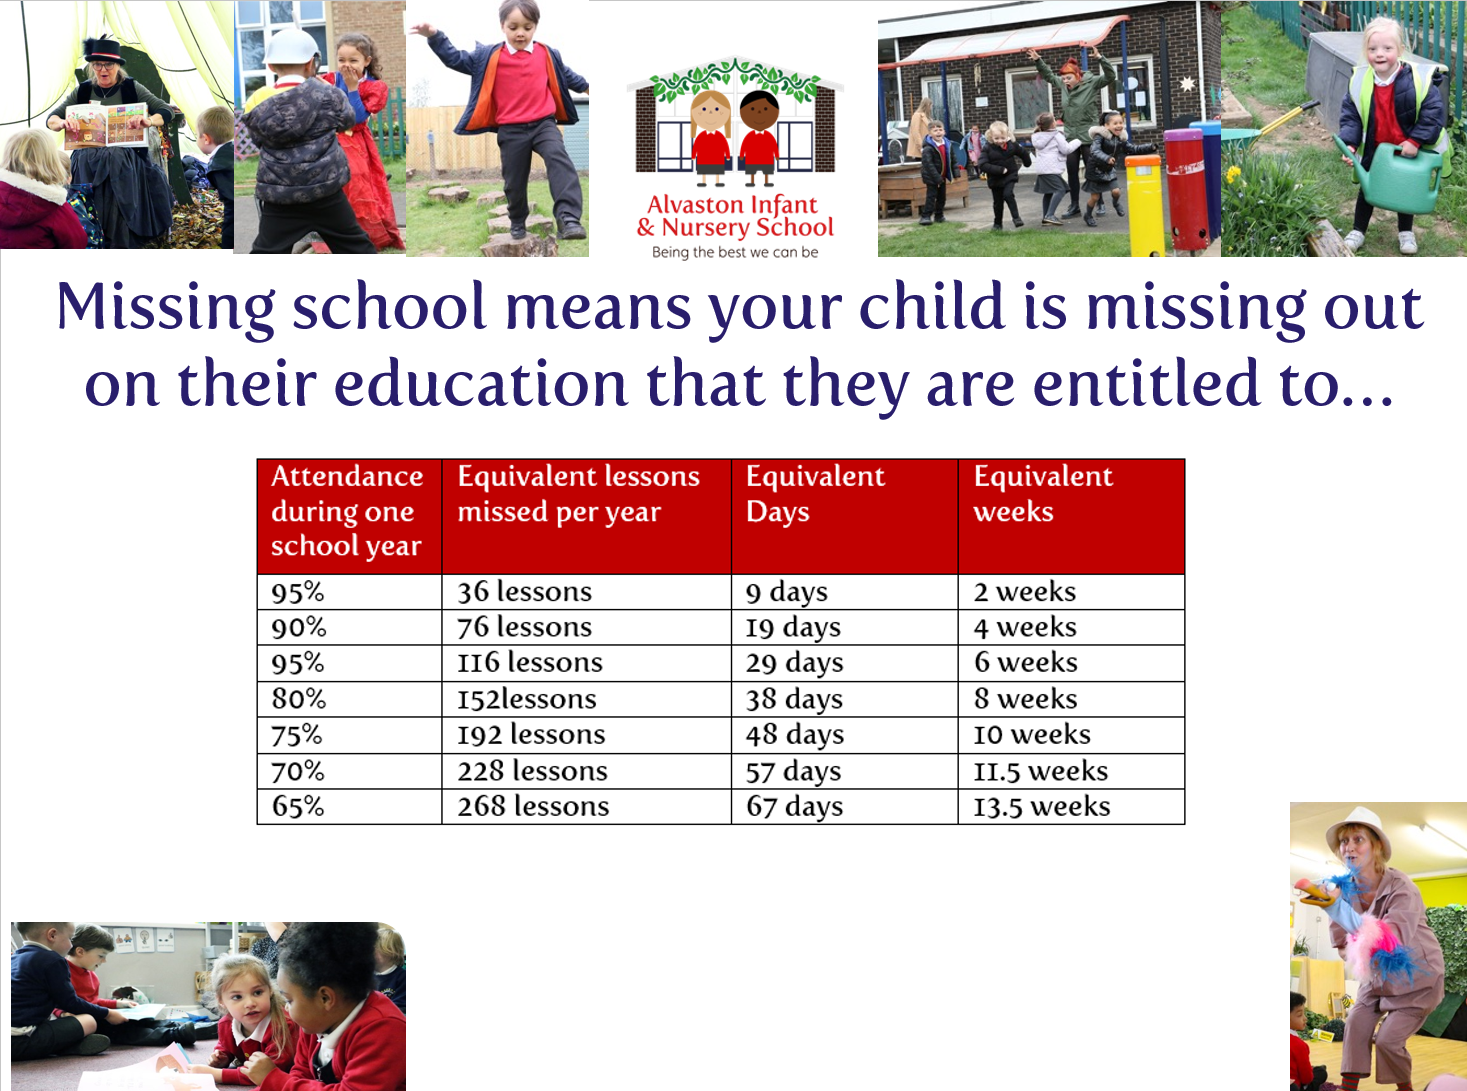 Alvaston Infant
& Nursery School
Being the best we can be
Missing school means your child is missing out
on their education that they are entitled to...
Attendance during one school year | Equivalent lessons missed per year | Equivalent Days | Equivalent weeks
95% | 36 lessons | 9 days | 2 weeks
90% | 76 lessons | 19 days | 4 weeks
95% | 116 lessons | 29 days | 6 weeks
80% | 152lessons | 38 days | 8 weeks
75% | 192 lessons | 48 days | 10 weeks
70% | 228 lessons | 57 days | 11.5 weeks
65% | 268 lessons | 67 days | 13.5 weeks